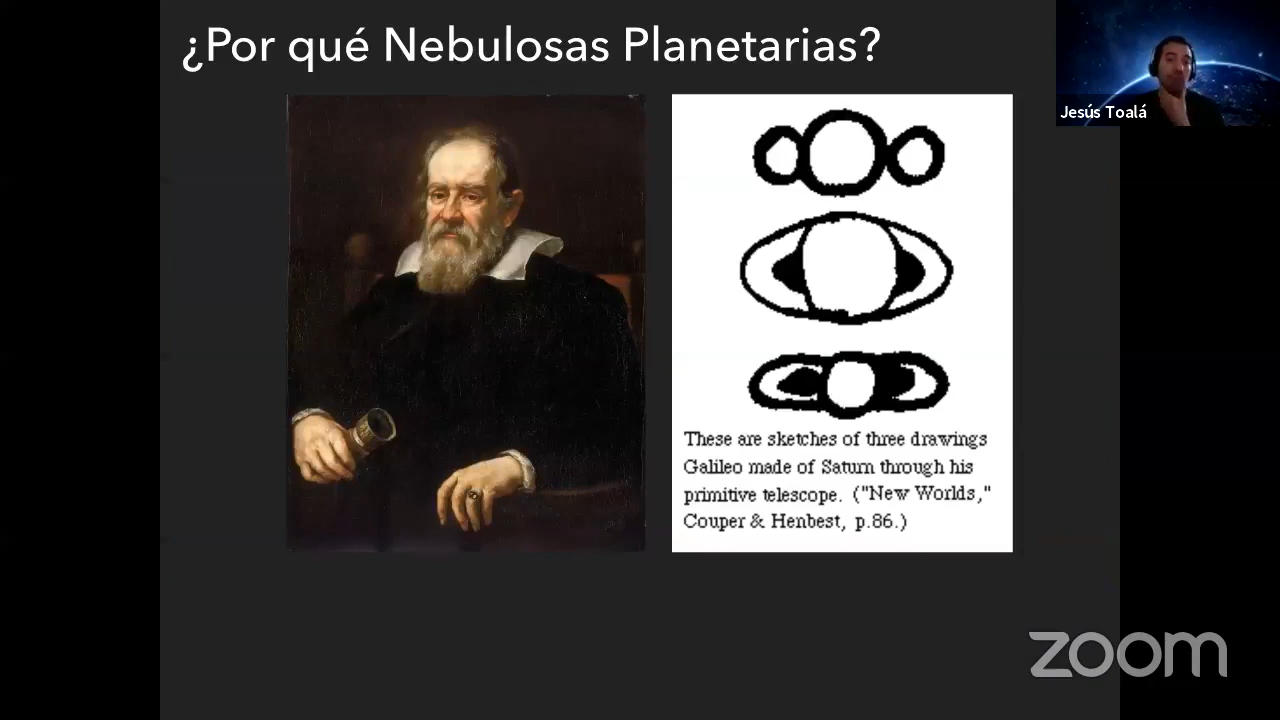 ¿Por qué Nebulosas Planetarias?
Jesús Toalá
These are sketches of three drawings
Galileo made of Saturn through his
primitive telescope. ("New Worlds,"
Couper & Henbest, p.86.)
zoom